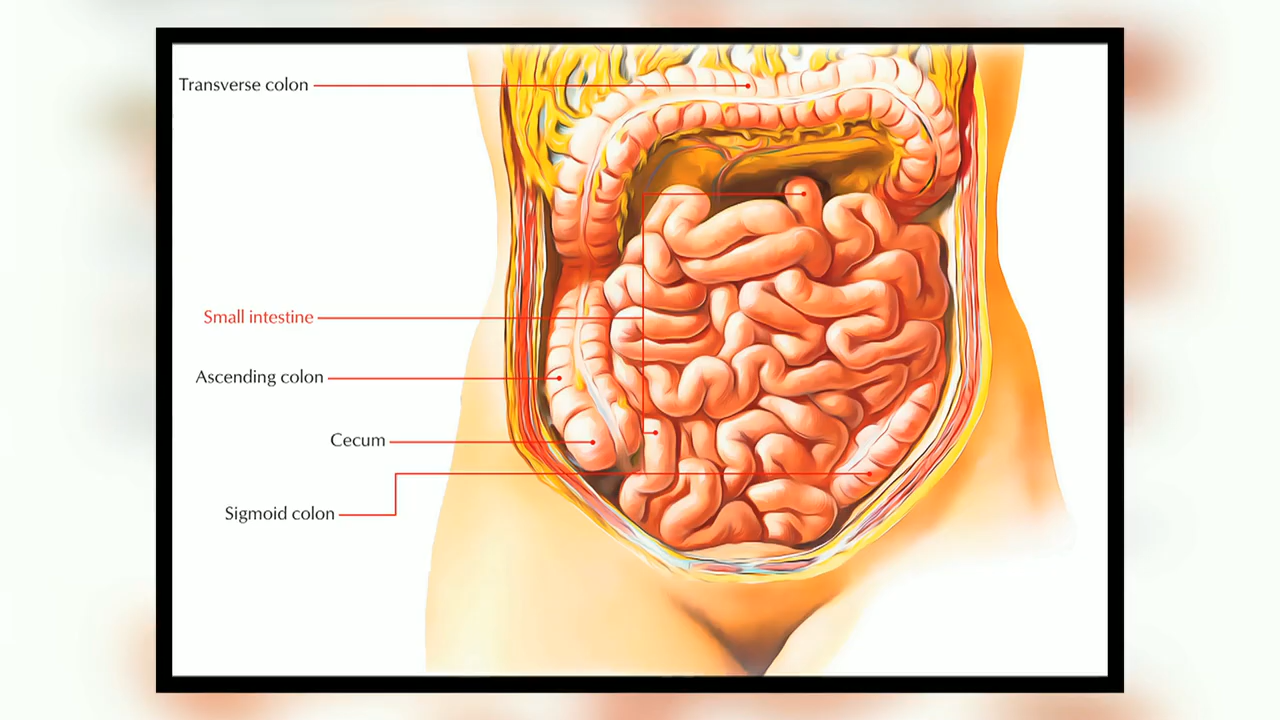 Transverse colon
Small intestine
Ascending colon
Cecum
Sigmoid colon